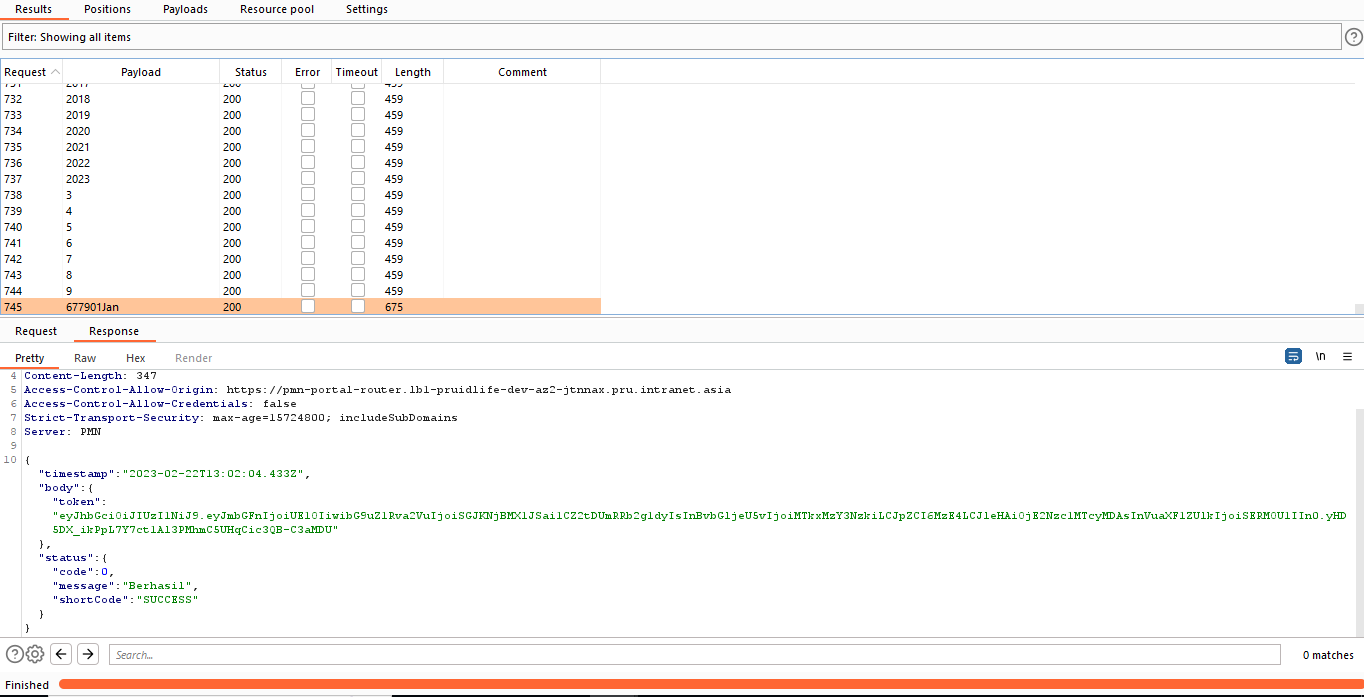 Results Positions Payloads Resource pool Settings
Filter: Showing all items
Request Payload Status Error Timeout Length Comment
731 2017 200 459
732 2018 200 459
733 2019 200 459
734 2020 200 459
735 2021 200 459
736 2022 200 459
737 2023 200 459
738 3 200 459
739 4 200 459
740 5 200 459
741 6 200 459
742 7 200 459
743 8 200 459
744 9 200 459
745 677901Jan 200 675
Request Response
Pretty Raw Hex Render \n
4 Content-Length: 347
5 Access-Control-Allow-Origin: https://pmn-portal-router.lbl-pruidlife-dev-az2-jtnnax.pru.intranet.asia
6 Access-Control-Allow-Credentials: false
7 Strict-Transport-Security: max-age=15724800; includeSubDomains
8 Server: PMN
9
10 {
"timestamp":"2023-02-22T13:02:04.433Z",
"body":{
"token":
},
"status":{
"code":0,
"message":"Berhasil",
"shortCode":"SUCCESS"
}
}
Search...
0 matches
Finished